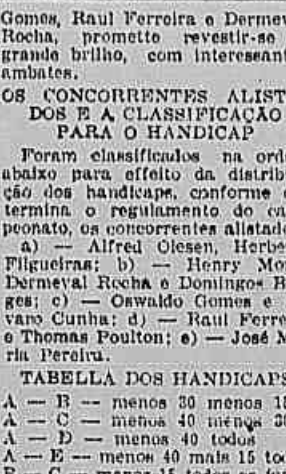 Gomes, Raul Ferreira e Dermev
Rocha, promette revestir-se
grande brilho, com interessant
ambates.
OS CONCORRENTES ALIST
DOS E A CLASSIFICAÇÃO
PARA O HANDICAP
Foram classificados na ord
abaixo para effeito da distrib
ção dos handicaps, conforme
termina o regulamento do ca
peonato, os concorrentes alistad
a) — Alfred Olesen, Herbe
Filgueiras; b) — Henry Mo
Dermeval Rocha e Domingos B
ges; c) — Oswaldo Gomes e
vano Cunha; d) — Raul Ferre
e Thomas Poulton; e) — José M
ria Pereira.
TABELLA DOS HANDICAPS
A — B — menos 30 menos 15
A — C — menos 40 menos 30
A — D — menos 40 todos
A — E — menos 40 mais 15 to
B — C — menos 15 todos